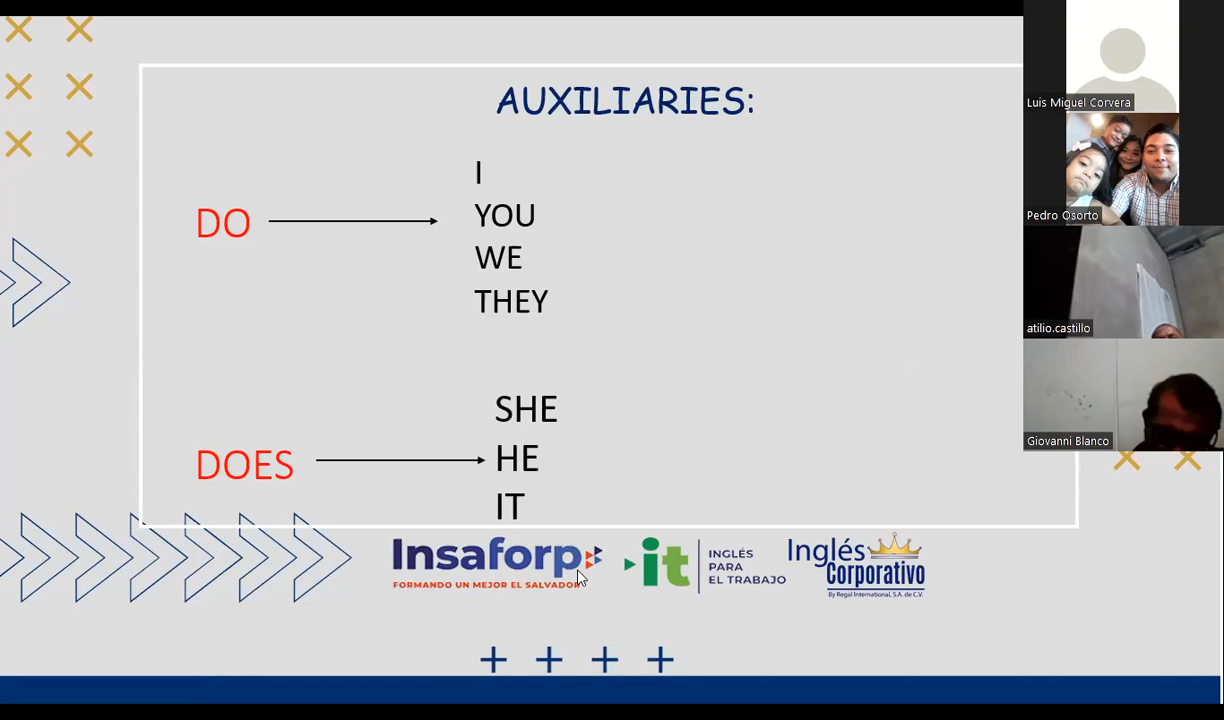 AUXILIARIES:
DO
I
YOU
WE
THEY
DOES
SHE
HE
IT
Insaforp
FORMANDO UN MEJOR EL SALVADOR
it
INGLÉS
PARA
EL TRABAJO
Inglés
Corporativo
By Regal International, S.A. de C.V.
Luis Miguel Corvera
Pedro Osorto
atilio.castillo
Giovanni Blanco